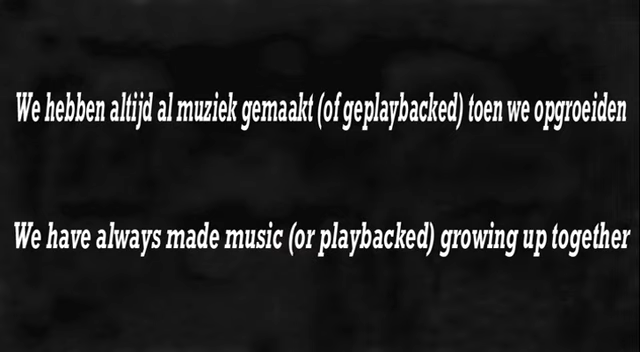 We hebben altijd al muziek gemaakt (of geplaybacked) toen we opgroeiden
We have always made music (or playbacked) growing up together